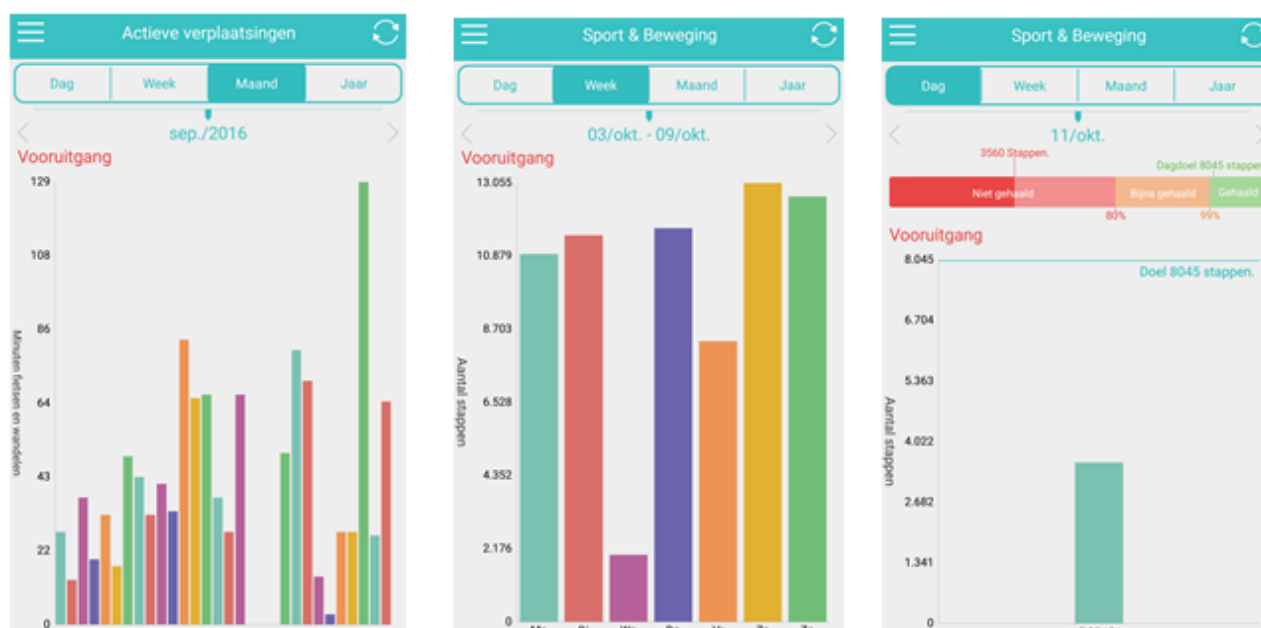 Actieve verplaatsingen
Dag Week Maand Jaar
sep./2016
Vooruitgang
129
108
86
64
43
22
0
Minuten fietsen en wandelen
Sport & Beweging
Dag Week Maand Jaar
03/okt. - 09/okt.
Vooruitgang
13.055
10.879
8.703
6.528
4.352
2.176
0
Aantal stappen
Sport & Beweging
Dag Week Maand Jaar
11/okt.
3560 Stappen.
Dagdoel 8045 stappen
Niet gehaald Bijna gehaald Gehaald
80% 99%
Vooruitgang
8.045
Doel 8045 stappen.
6.704
5.363
4.022
2.682
1.341
0
Aantal stappen